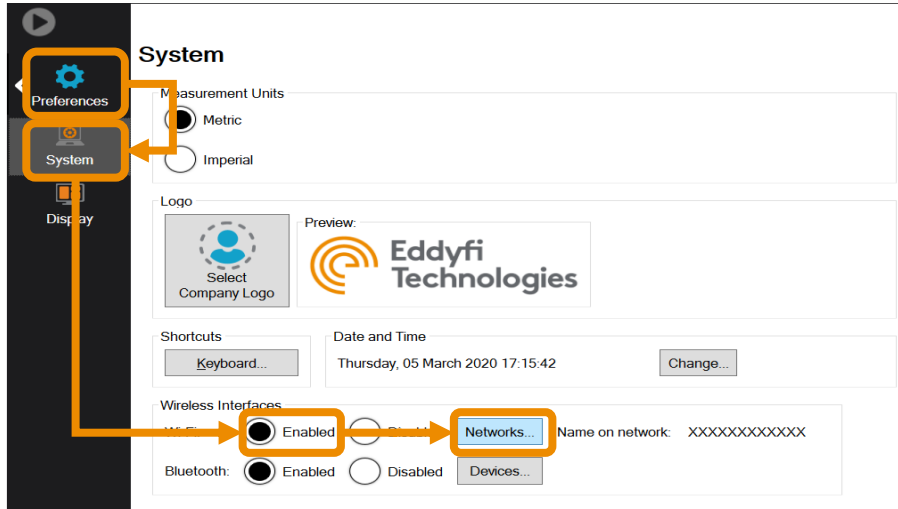 System
Preferences
System
Display
Measurement Units
Metric
Imperial
Logo
Select
Company Logo
Preview:
Eddyfi
Technologies
Shortcuts
Keyboard...
Date and Time
Thursday, 05 March 2020 17:15:42
Change...
Wireless Interfaces
Enabled
Networks...
Name on network:
XXXXXXXXXXXX
Bluetooth:
Enabled
Disabled
Devices...